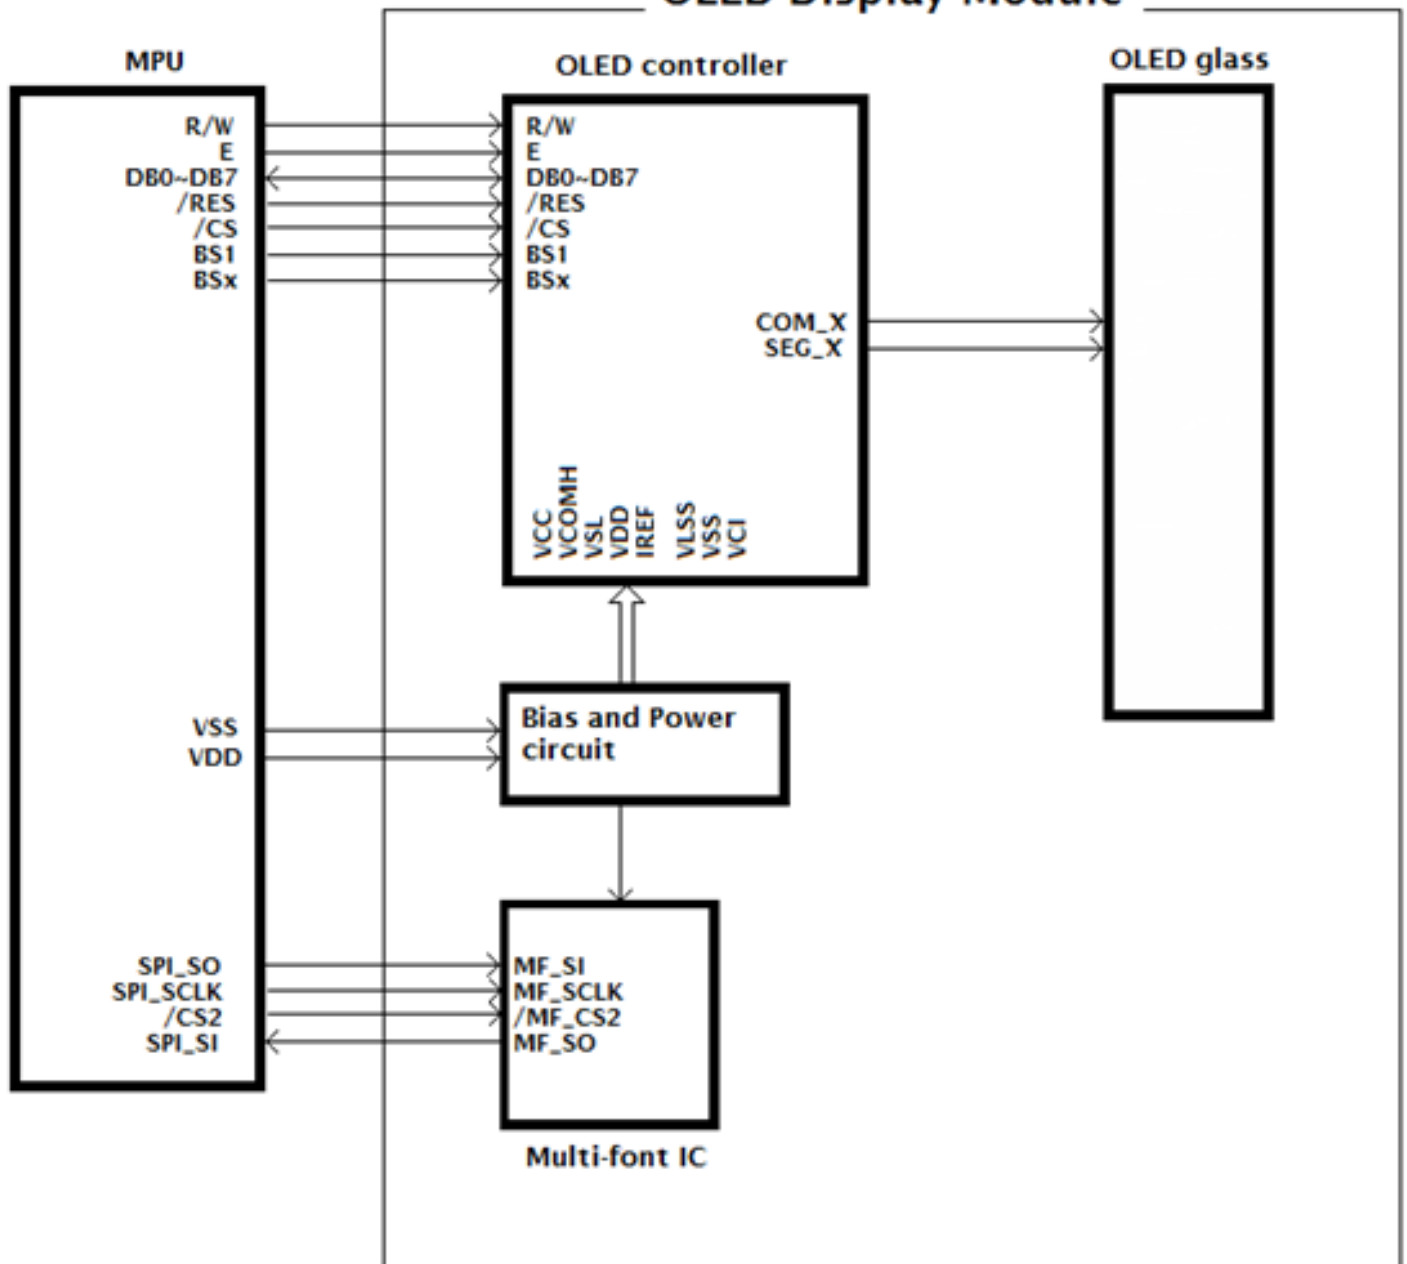 OLED Display Module
MPU
OLED controller
OLED glass
R/W
E
DB0~DB7
/RES
/CS
BS1
BSx
R/W
E
DB0~DB7
/RES
/CS
BS1
BSx
COM_X
SEG_X
VCC
VCOMH
VSL
VDD
IREF
VLSS
VSS
VCI
VSS
VDD
Bias and Power
circuit
SPI_SO
SPI_SCLK
/CS2
SPI_SI
MF_SI
MF_SCLK
/MF_CS2
MF_SO
Multi-font IC